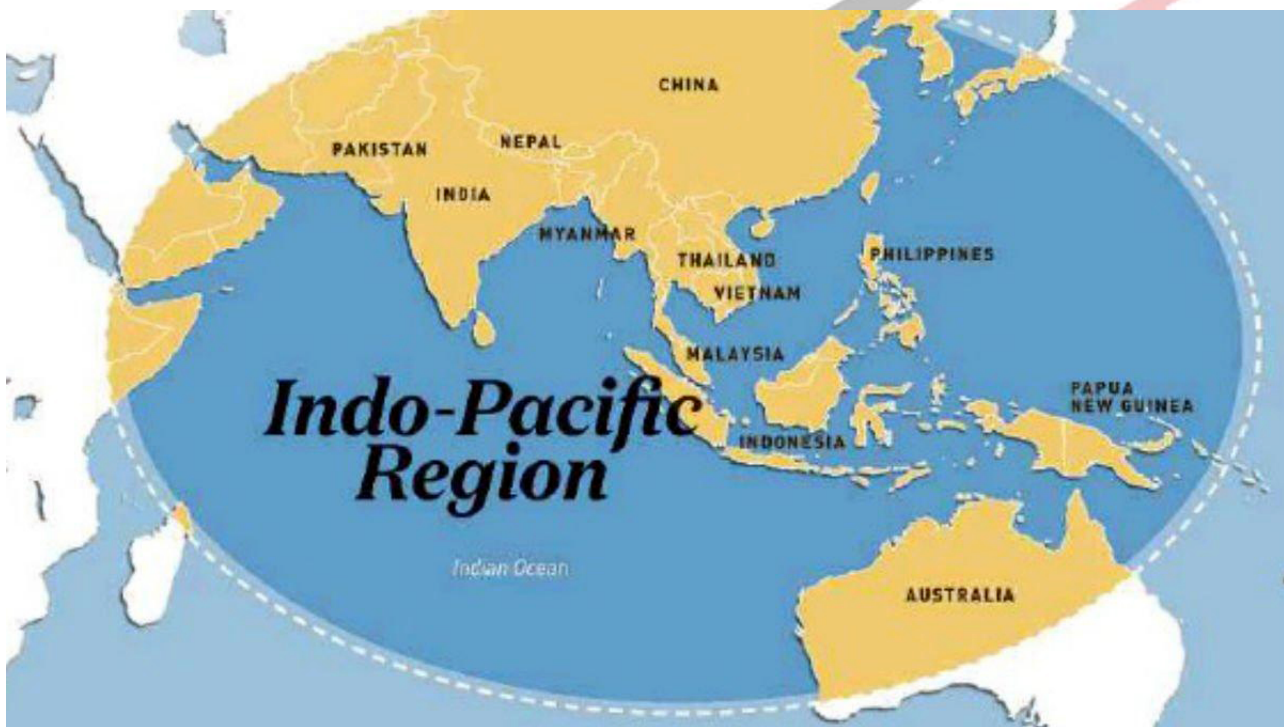 CHINA
NEPAL
PAKISTAN
INDIA
MYANMAR
THAILAND
PHILIPPINES
VIETNAM
MALAYSIA
Indo-Pacific
Region
PAPUA
NEW GUINEA
INDONESIA
Indian Ocean
AUSTRALIA